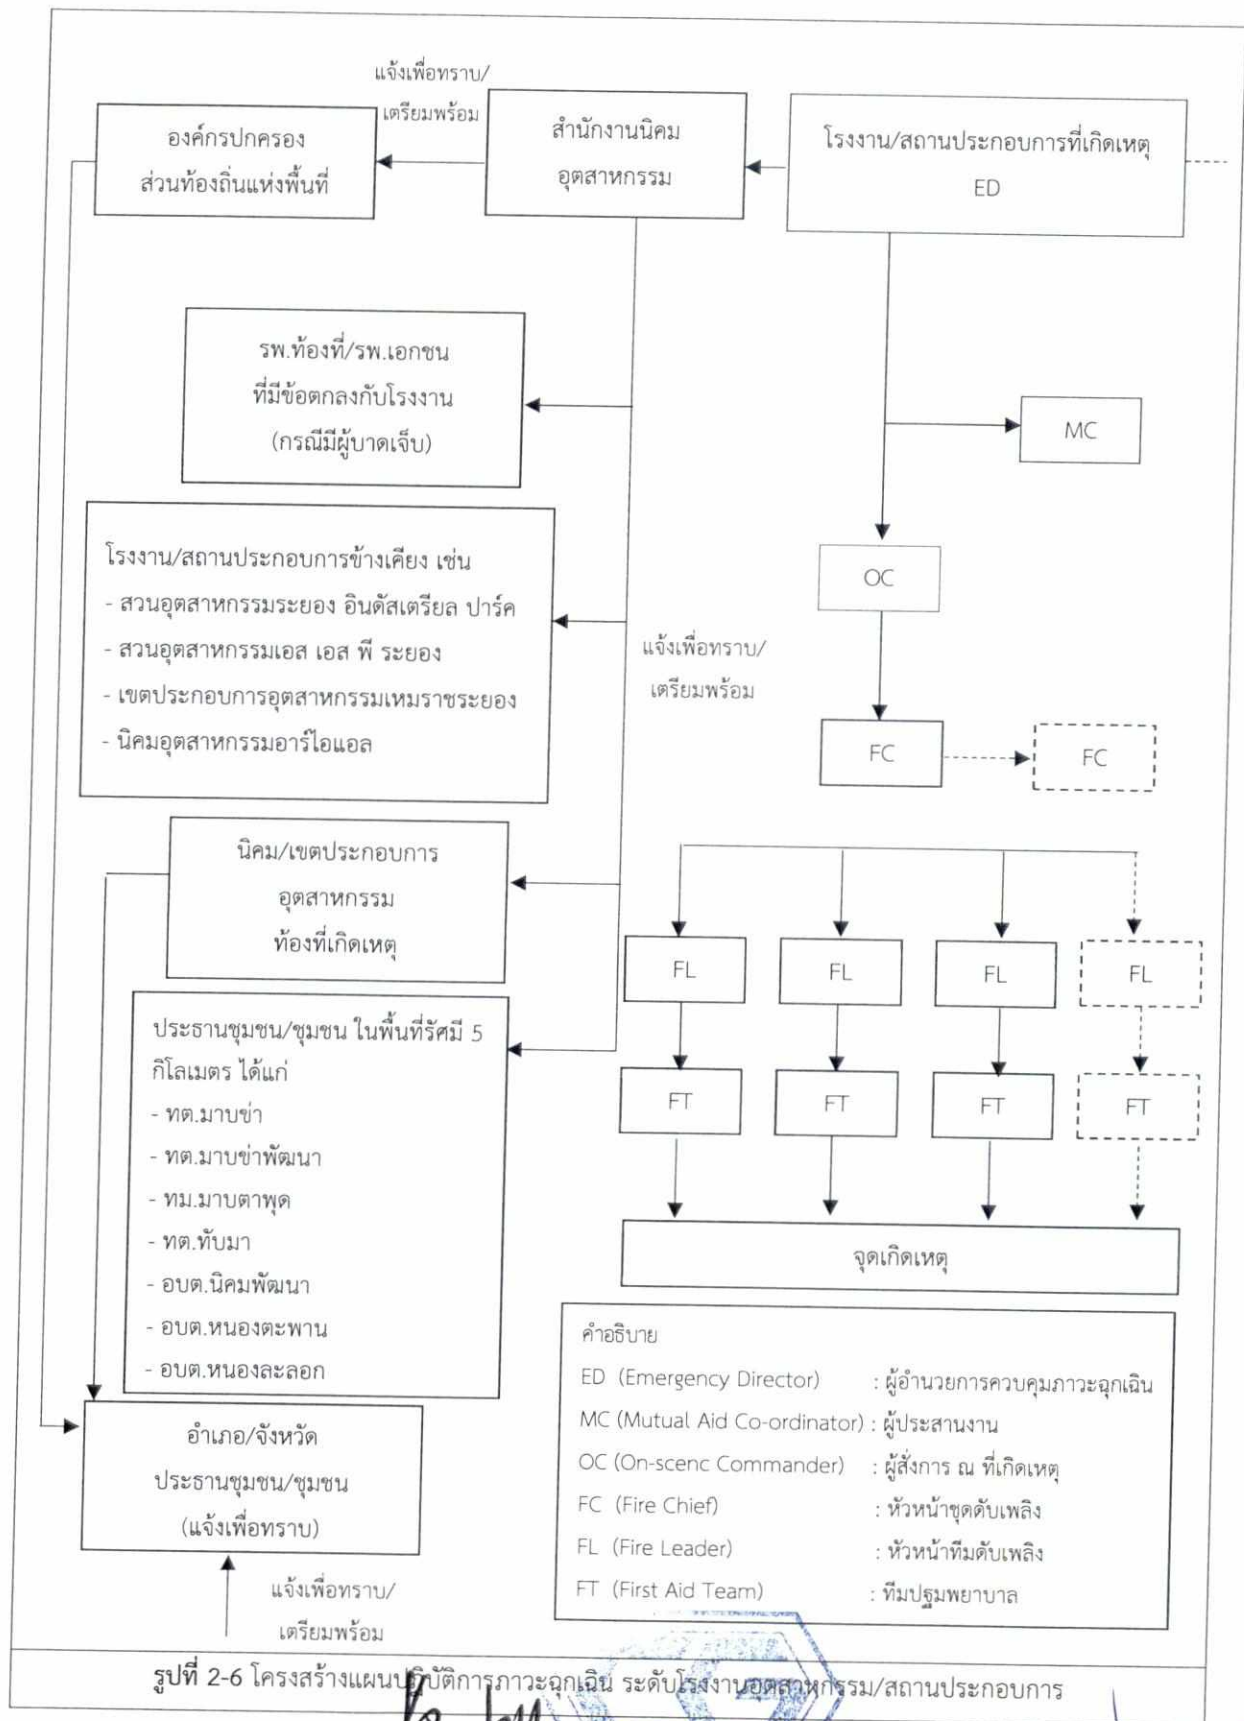 แจ้งเพื่อทราบ/
เตรียมพร้อม
องค์กรปกครอง
ส่วนท้องถิ่นแห่งพื้นที่
สำนักงานนิคม
อุตสาหกรรม
โรงงาน/สถานประกอบการที่เกิดเหตุ
ED
รพ.ท้องที่/รพ.เอกชน
ที่มีข้อตกลงกับโรงงาน
(กรณีมีผู้บาดเจ็บ)
MC
โรงงาน/สถานประกอบการข้างเคียง เช่น
- สวนอุตสาหกรรมระยอง อินดัสเตรียล ปาร์ค
- สวนอุตสาหกรรมเอส เอส พี ระยอง
- เขตประกอบการอุตสาหกรรมเหมราชระยอง
- นิคมอุตสาหกรรมอาร์ไอแอล
OC
แจ้งเพื่อทราบ/
เตรียมพร้อม
FC
FC
นิคม/เขตประกอบการ
อุตสาหกรรม
ท้องที่เกิดเหตุ
FL
FL
FL
FL
ประธานชุมชน/ชุมชน ในพื้นที่รัศมี 5
กิโลเมตร ได้แก่
- ทต.มาบข่า
- ทต.มาบข่าพัฒนา
- ทม.มาบตาพุด
- ทต.ทับมา
- อบต.นิคมพัฒนา
- อบต.หนองตะพาน
- อบต.หนองละลอก
FT
FT
FT
FT
จุดเกิดเหตุ
อำเภอ/จังหวัด
ประธานชุมชน/ชุมชน
(แจ้งเพื่อทราบ)
แจ้งเพื่อทราบ/
เตรียมพร้อม
คำอธิบาย
ED (Emergency Director) : ผู้อำนวยการควบคุมภาวะฉุกเฉิน
MC (Mutual Aid Co-ordinator) : ผู้ประสานงาน
OC (On-scenc Commander) : ผู้สั่งการ ณ ที่เกิดเหตุ
FC (Fire Chief) : หัวหน้าชุดดับเพลิง
FL (Fire Leader) : หัวหน้าทีมดับเพลิง
FT (First Aid Team) : ทีมปฐมพยาบาล
รูปที่ 2-6 โครงสร้างแผนปฏิบัติการภาวะฉุกเฉิน ระดับโรงงานอุตสาหกรรม/สถานประกอบการ